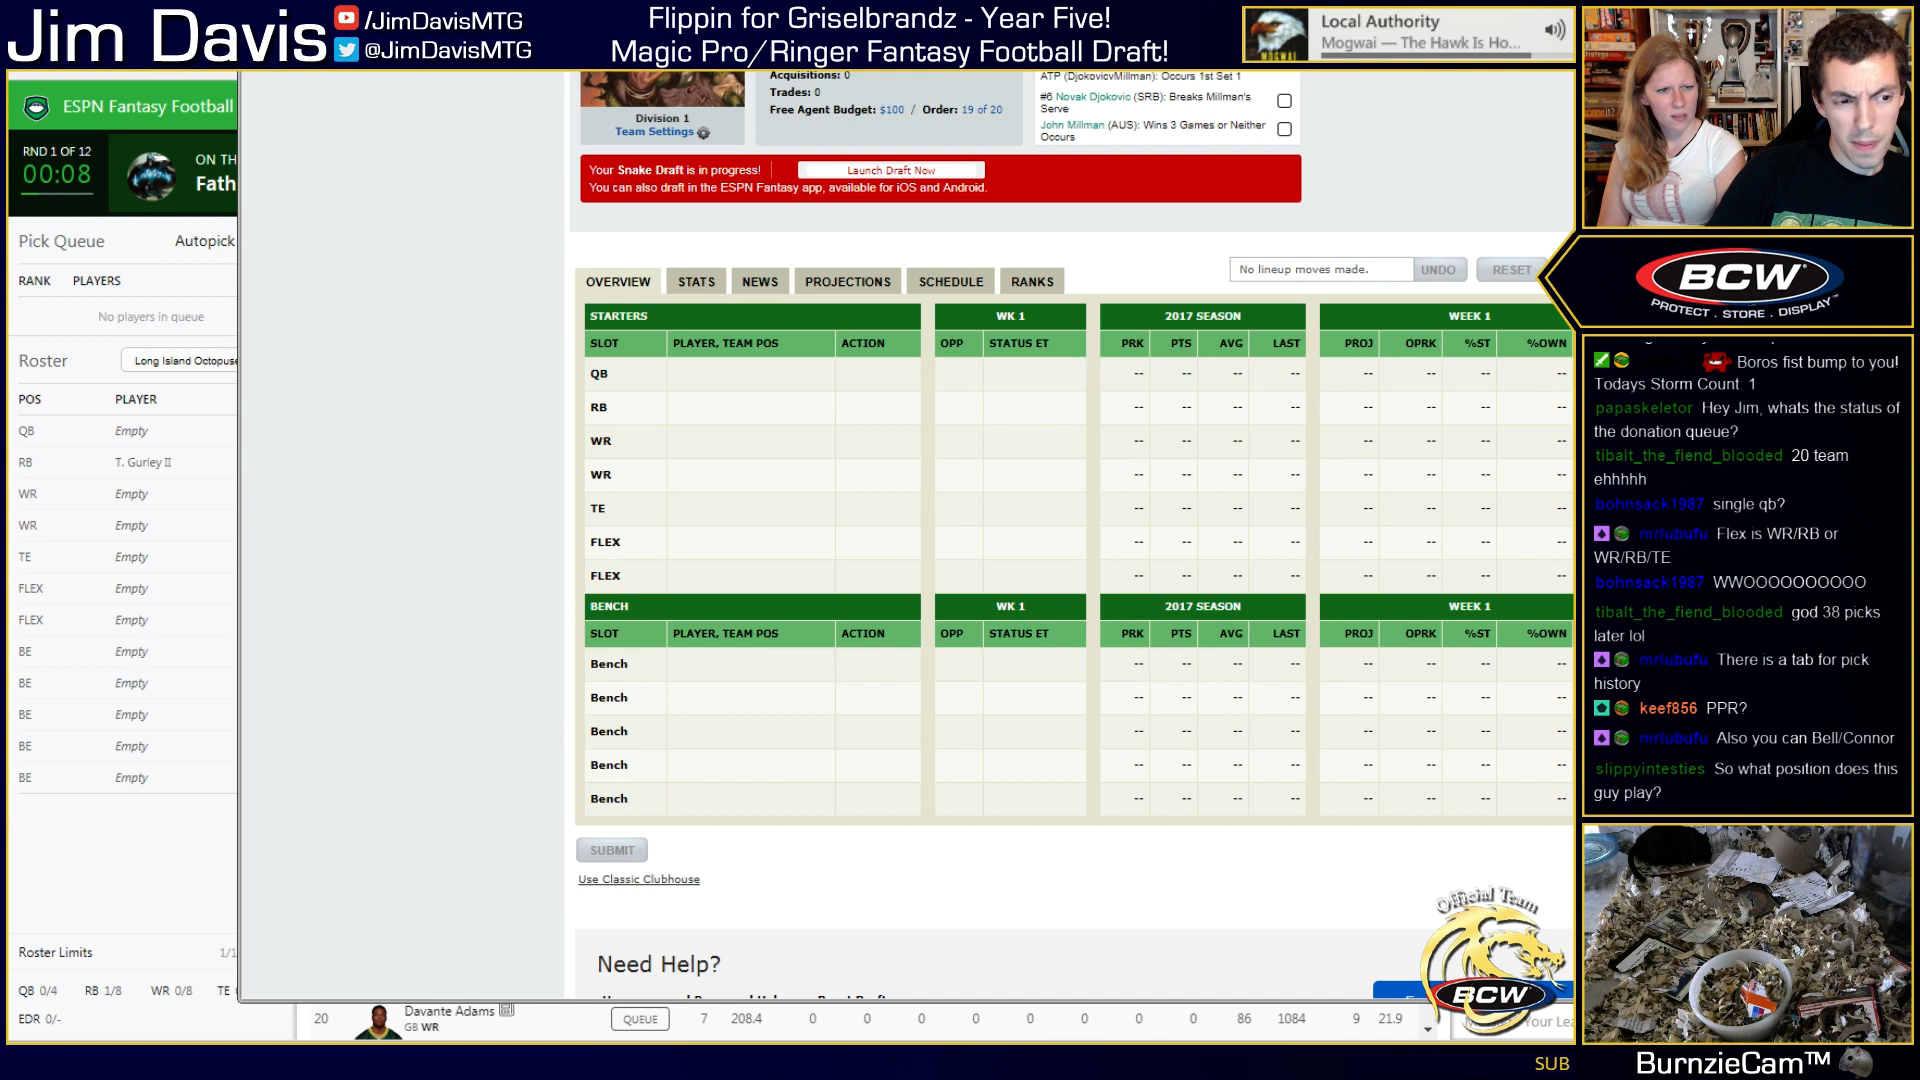 Jim Davis
/JimDavisMTG
@JimDavisMTG
Flippin for Griselbrandz - Year Five!
Magic Pro/Ringer Fantasy Football Draft!
MOGWAI
Local Authority
Mogwai — The Hawk Is Ho...
ESPN Fantasy Football
RND 1 OF 12
00:08
ON TH
Fath
Pick Queue
Autopick
RANK PLAYERS
No players in queue
Roster
Long Island Octopuse
POS PLAYER
QB Empty
RB T. Gurley II
WR Empty
WR Empty
TE Empty
FLEX Empty
FLEX Empty
BE Empty
BE Empty
BE Empty
BE Empty
BE Empty
Roster Limits
1/1
QB 0/4 RB 1/8 WR 0/8 TE
EDR 0/-
Division 1
Team Settings
Acquisitions: 0
Trades: 0
Free Agent Budget: $100 / Order: 19 of 20
ATP (DjokovicvMillman): Occurs 1st Set 1
#6 Novak Djokovic (SRB): Breaks Millman's
Serve
John Millman (AUS): Wins 3 Games or Neither
Occurs
Your Snake Draft is in progress!
Launch Draft Now
You can also draft in the ESPN Fantasy app, available for iOS and Android.
OVERVIEW STATS NEWS PROJECTIONS SCHEDULE RANKS
No lineup moves made. UNDO RESET
STARTERS WK 1 2017 SEASON WEEK 1
SLOT PLAYER, TEAM POS ACTION OPP STATUS ET PRK PTS AVG LAST PROJ OPRK %ST %OWN
QB -- -- -- -- -- -- -- --
RB -- -- -- -- -- -- -- --
WR -- -- -- -- -- -- -- --
WR -- -- -- -- -- -- -- --
TE -- -- -- -- -- -- -- --
FLEX -- -- -- -- -- -- -- --
FLEX -- -- -- -- -- -- -- --
BENCH WK 1 2017 SEASON WEEK 1
SLOT PLAYER, TEAM POS ACTION OPP STATUS ET PRK PTS AVG LAST PROJ OPRK %ST %OWN
Bench -- -- -- -- -- -- -- --
Bench -- -- -- -- -- -- -- --
Bench -- -- -- -- -- -- -- --
Bench -- -- -- -- -- -- -- --
Bench -- -- -- -- -- -- -- --
SUBMIT
Use Classic Clubhouse
Need Help?
20 Davante Adams
GB WR
QUEUE 7 208.4 0 0 0 0 0 0 0 0 86 1084 9 21.9
Your Lea
Official Team
BCW
BCW
PROTECT . STORE . DISPLAY
Boros fist bump to you!
Todays Storm Count: 1
papaskeletor Hey Jim, whats the status of
the donation queue?
tibalt_the_fiend_blooded 20 team
ehhhhh
bohnsack1987 single qb?
mrlubufu Flex is WR/RB or
WR/RB/TE
bohnsack1987 WWOOOOOOOOOO
tibalt_the_fiend_blooded god 38 picks
later lol
mrlubufu There is a tab for pick
history
keef856 PPR?
mrlubufu Also you can Bell/Connor
slippyintesties So what position does this
guy play?
SUB
BurnzieCam™